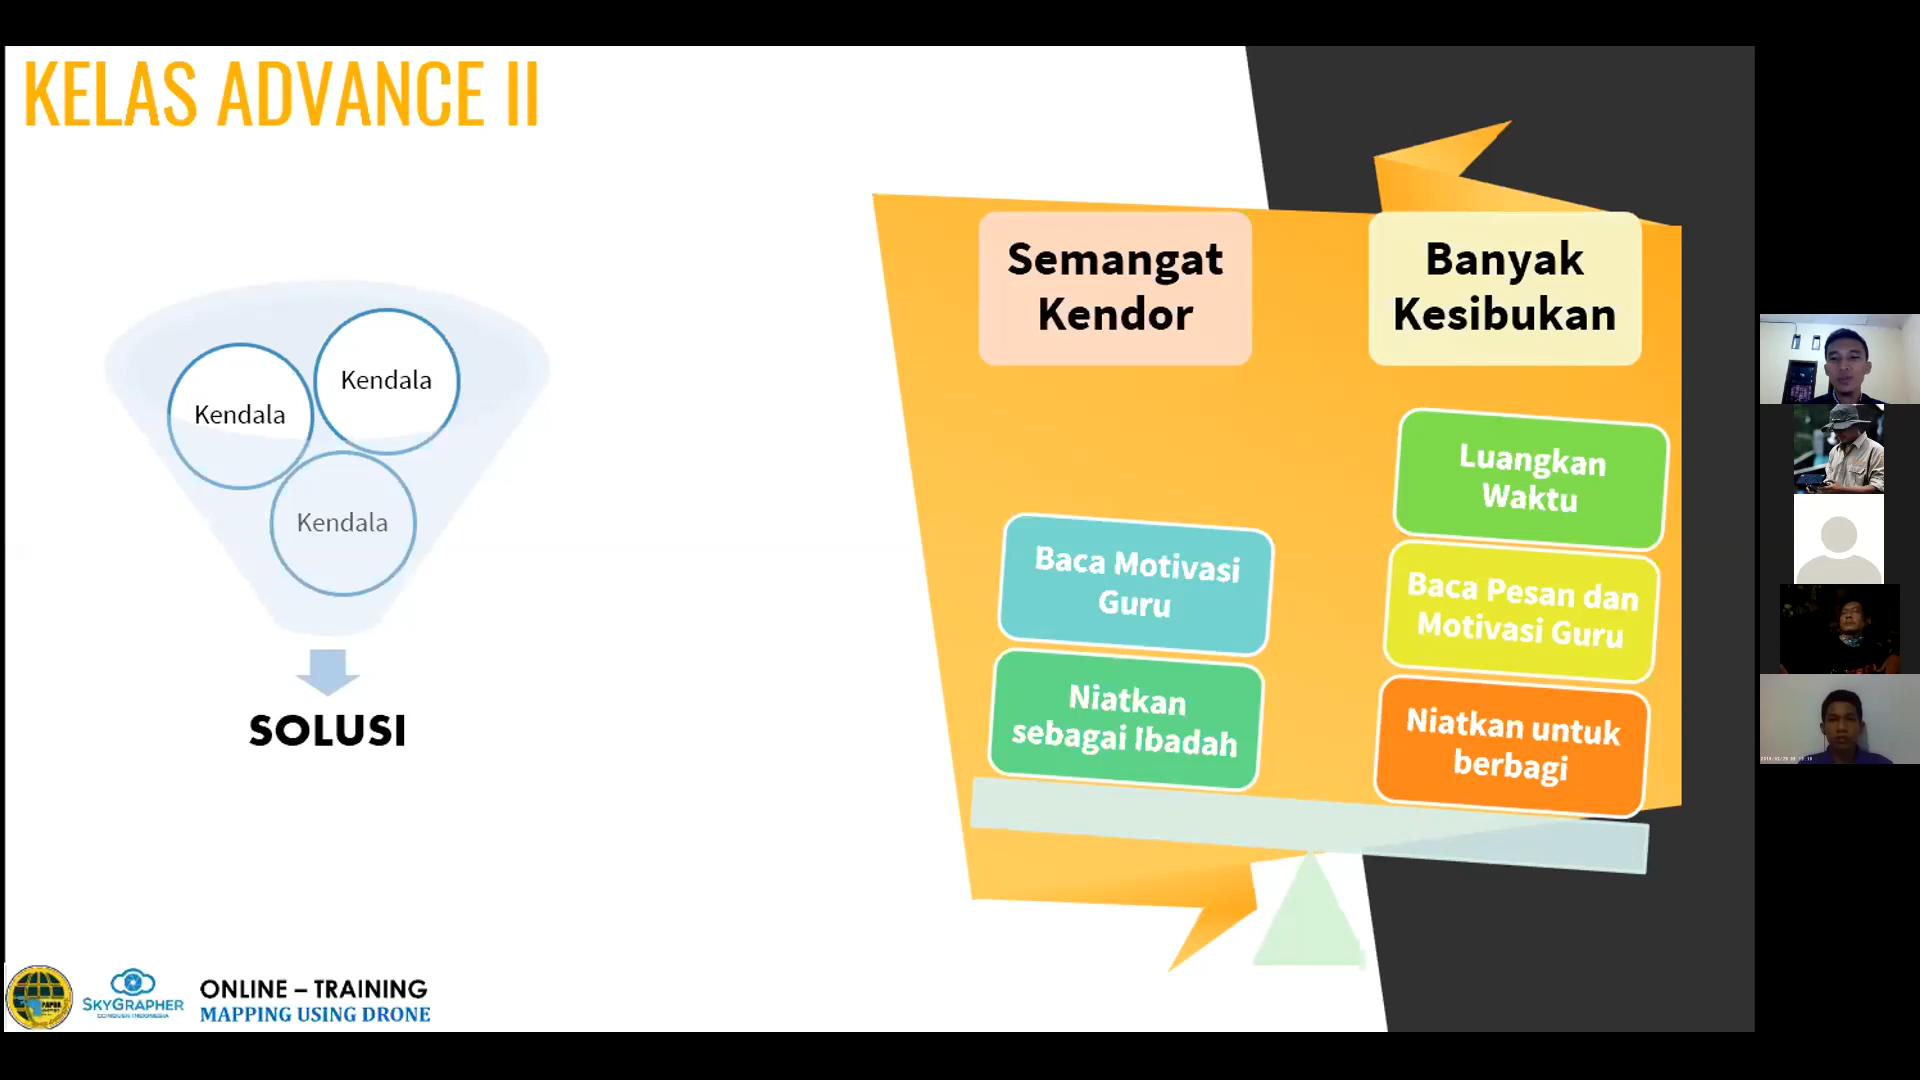 KELAS ADVANCE II
Kendala
Kendala
Kendala
SOLUSI
Semangat
Kendor
Baca Motivasi
Guru
Niatkan
sebagai Ibadah
Banyak
Kesibukan
Luangkan
Waktu
Baca Pesan dan
Motivasi Guru
Niatkan untuk
berbagi
SKYGRAPHER
ONLINE – TRAINING
MAPPING USING DRONE